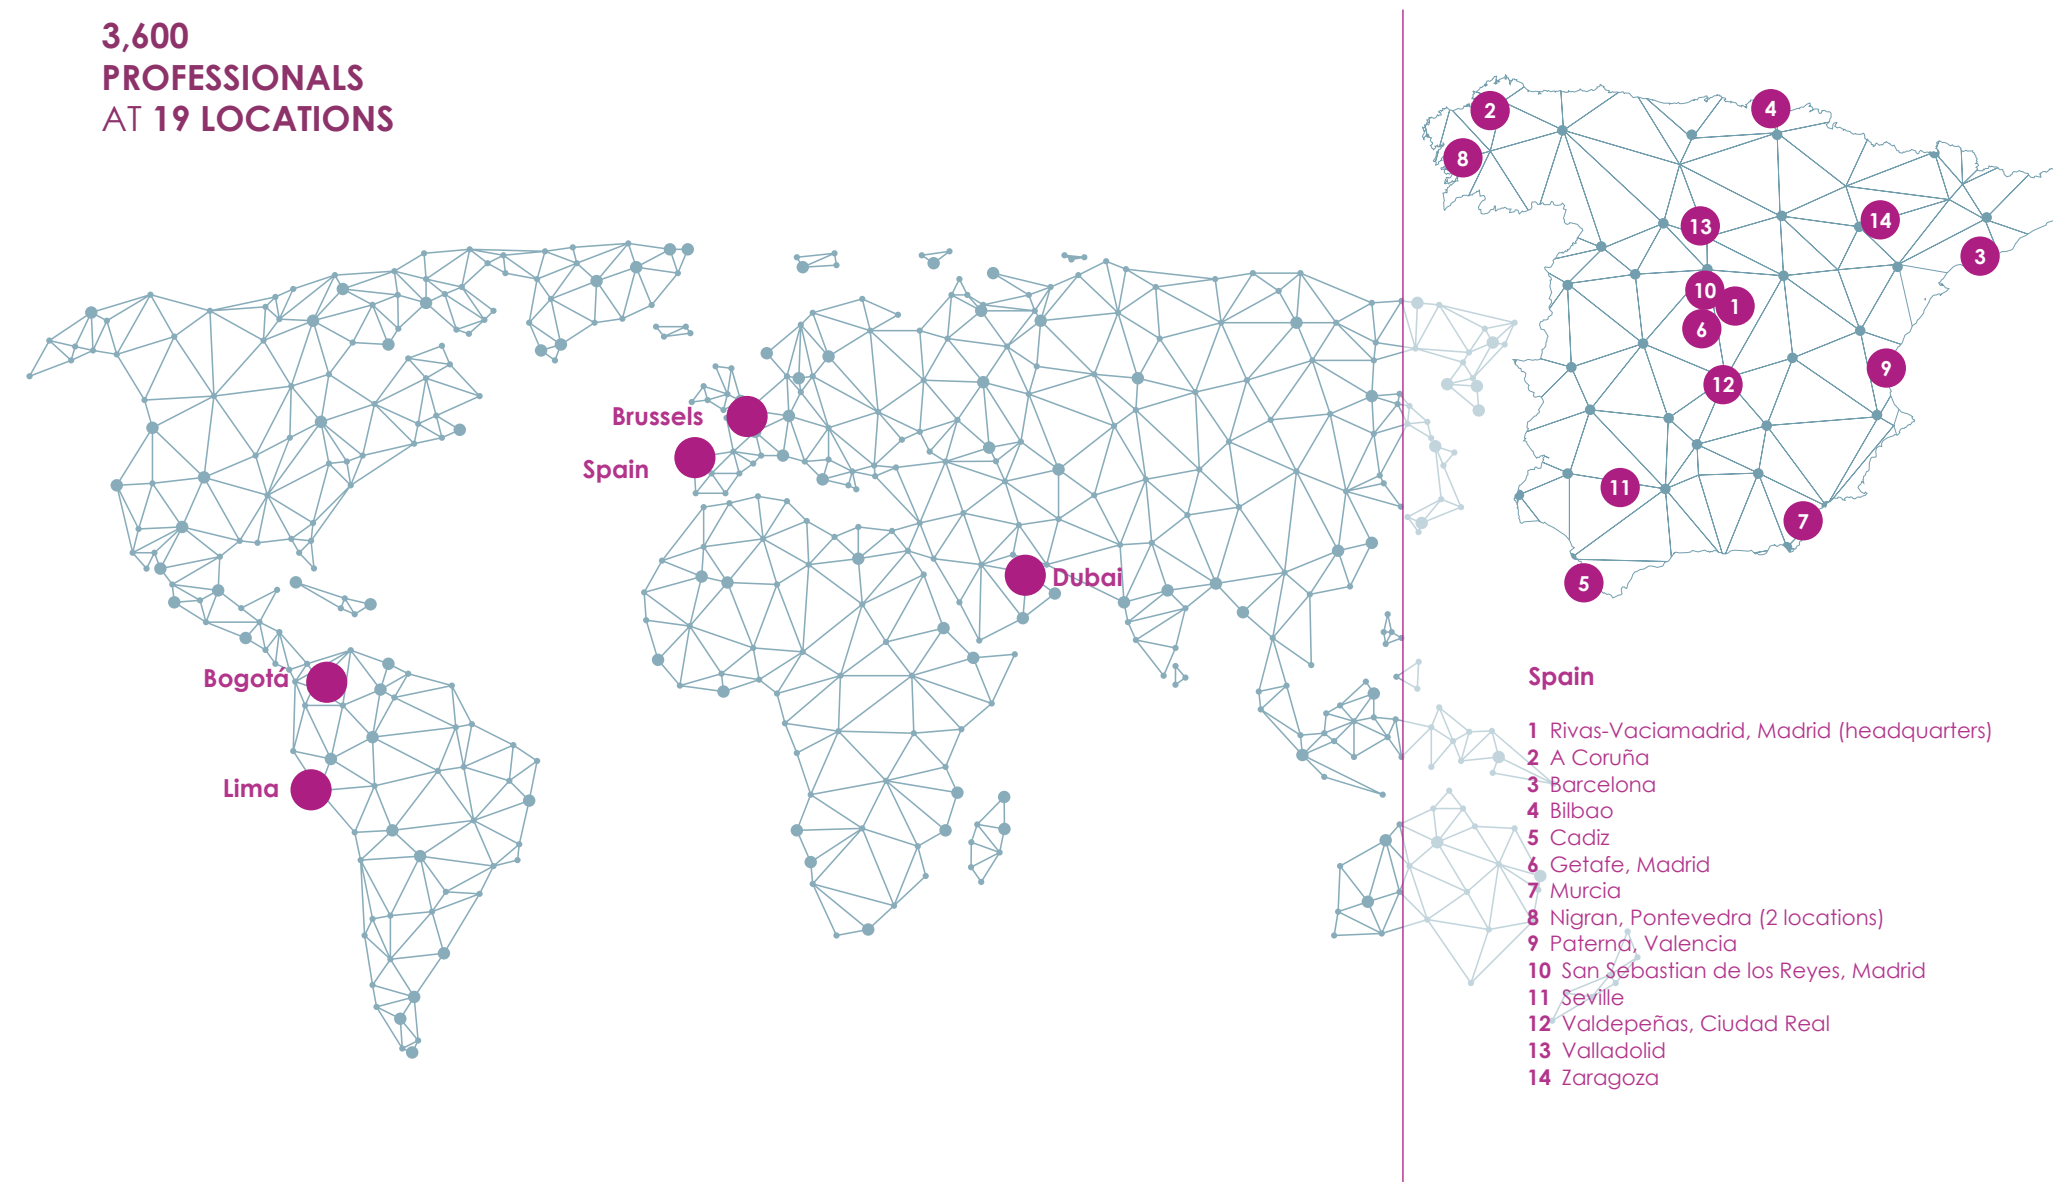 3,600
PROFESSIONALS
AT 19 LOCATIONS
Brussels
Spain
Dubai
Bogotá
Lima
2
4
8
13
14
3
10
1
6
9
12
11
7
5
Spain
1 Rivas-Vaciamadrid, Madrid (headquarters)
2 A Coruña
3 Barcelona
4 Bilbao
5 Cadiz
6 Getafe, Madrid
7 Murcia
8 Nigran, Pontevedra (2 locations)
9 Paterna, Valencia
10 San Sebastian de los Reyes, Madrid
11 Seville
12 Valdepeñas, Ciudad Real
13 Valladolid
14 Zaragoza